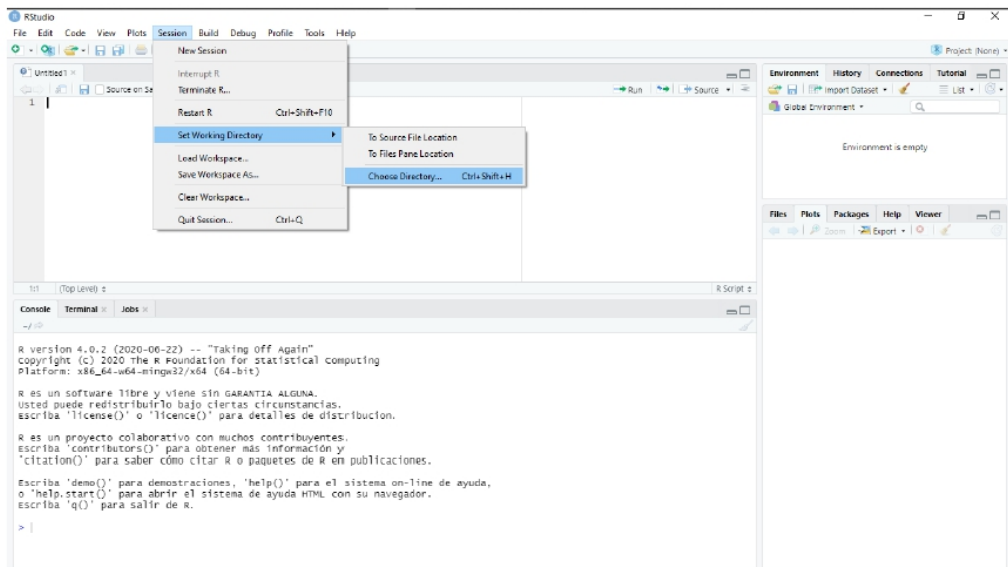 RStudio
File Edit Code View Plots Session Build Debug Profile Tools Help
Project: (None)
New Session
Interrupt R
Terminate R...
Restart R Ctrl+Shift+F10
Set Working Directory
Load Workspace...
Save Workspace As...
Clear Workspace...
Quit Session... Ctrl+Q
To Source File Location
To Files Pane Location
Choose Directory... Ctrl+Shift+H
Untitled1
Source on Sa
Run Source
1
1:1 (Top Level) R Script
Console Terminal Jobs
~/
R version 4.0.2 (2020-06-22) -- "Taking Off Again"
Copyright (C) 2020 The R Foundation for Statistical Computing
Platform: x86_64-w64-mingw32/x64 (64-bit)
R es un software libre y viene sin GARANTIA ALGUNA.
Usted puede redistribuirlo bajo ciertas circunstancias.
Escriba 'license()' o 'licence()' para detalles de distribucion.
R es un proyecto colaborativo con muchos contribuyentes.
Escriba 'contributors()' para obtener más información y
'citation()' para saber cómo citar R o paquetes de R en publicaciones.
Escriba 'demo()' para demostraciones, 'help()' para el sistema on-line de ayuda,
o 'help.start()' para abrir el sistema de ayuda HTML con su navegador.
Escriba 'q()' para salir de R.
>
Environment History Connections Tutorial
Import Dataset List
Global Environment
Environment is empty
Files Plots Packages Help Viewer
Zoom Export